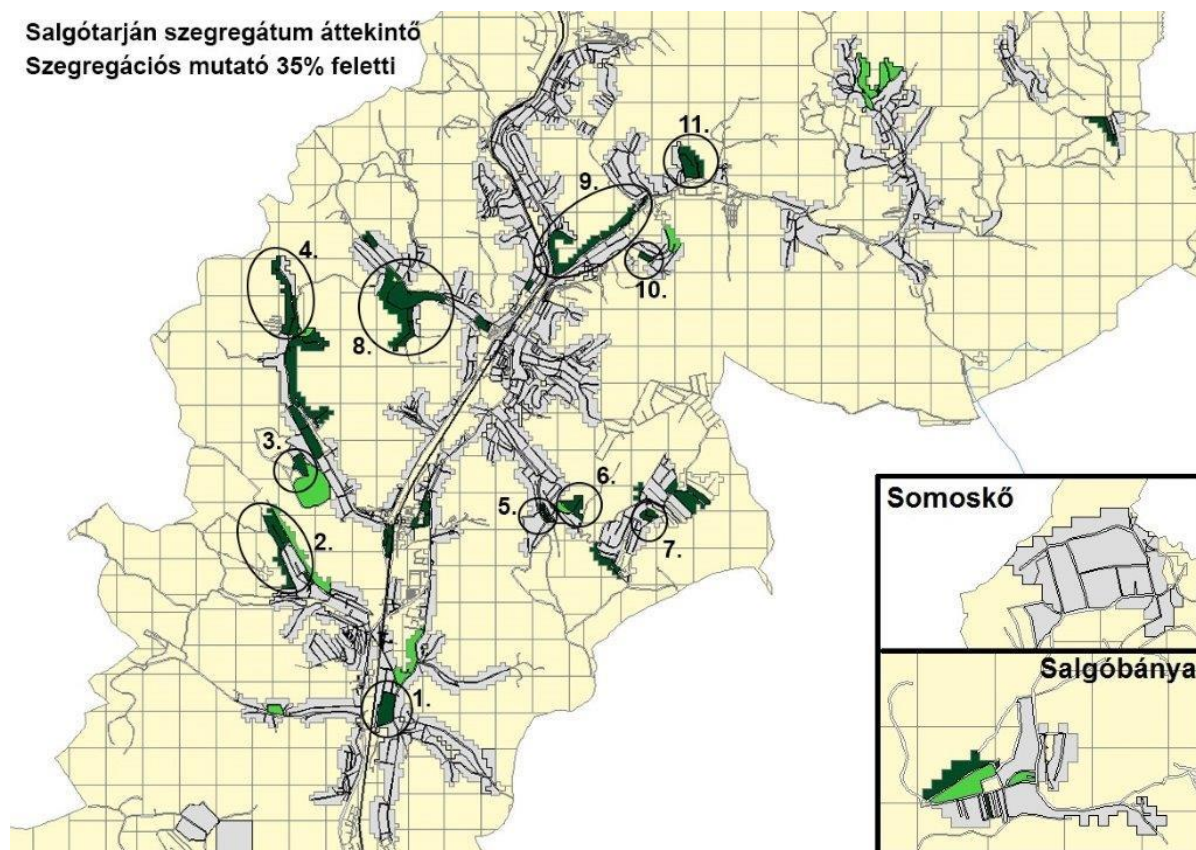 Salgótarján szegregátum áttekintő
Szegregációs mutató 35% feletti
11.
9.
4.
10.
8.
3.
6.
5.
2.
7.
1.
Somoskő
Salgóbánya